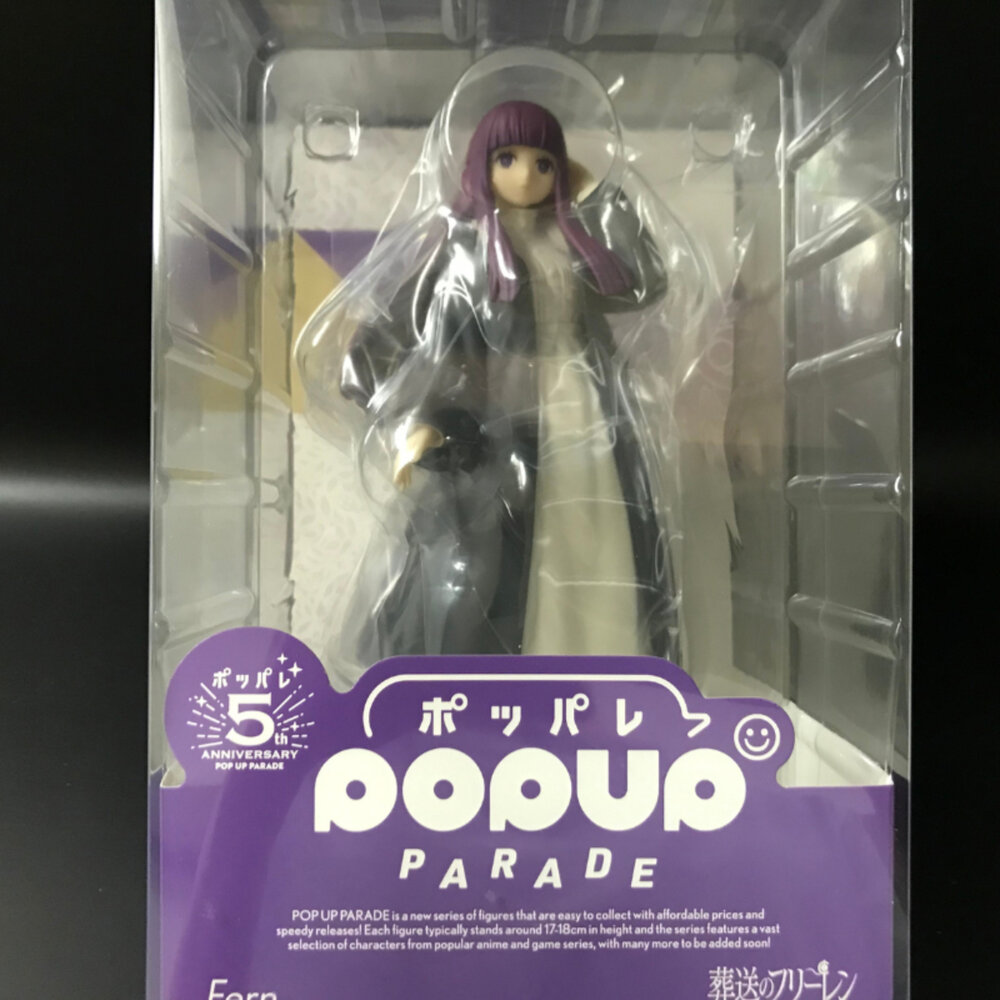 ポッパレ
5th
ANNIVERSARY
POP UP PARADE
ポッパレ
POPUP
PARADE
POP UP PARADE is a new series of figures that are easy to collect with affordable prices and
speedy releases! Each figure typically stands around 17-18cm in height and the series features a vast
selection of characters from popular anime and game series, with many more to be added soon!
Fern
葬送のフリーレン